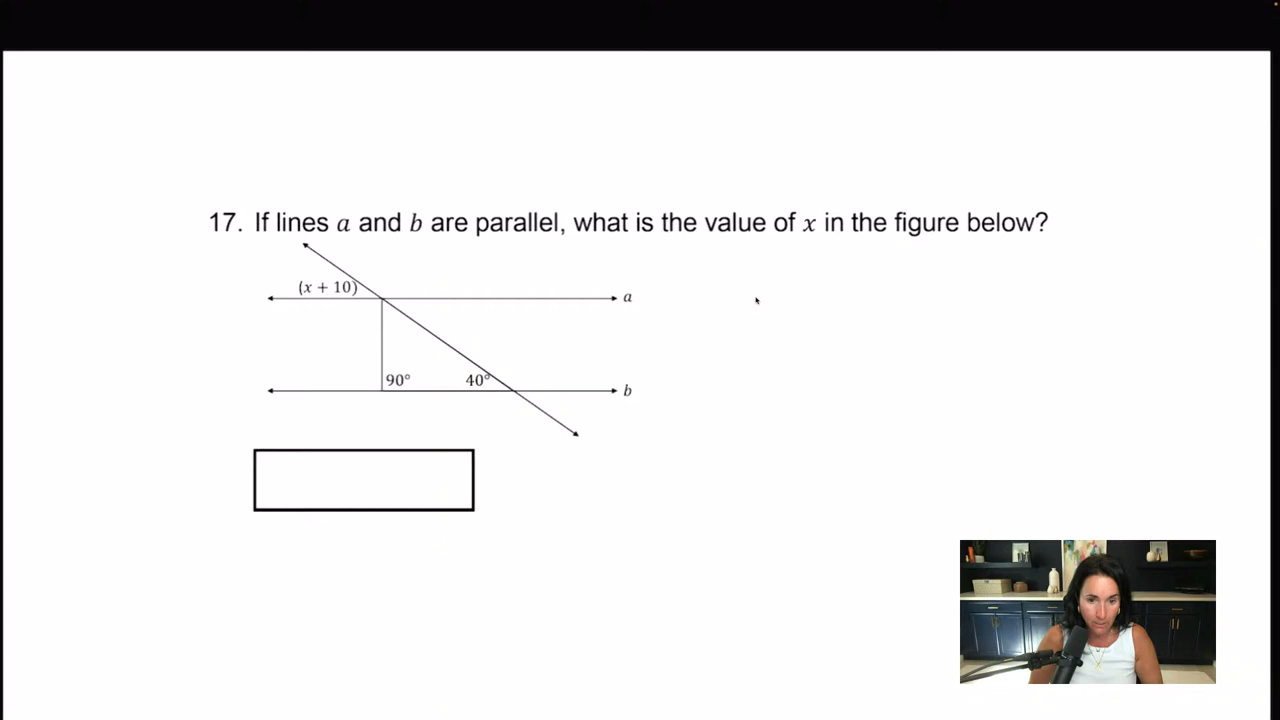 17. If lines a and b are parallel, what is the value of x in the figure below?
(x + 10)
a
90°
40°
b